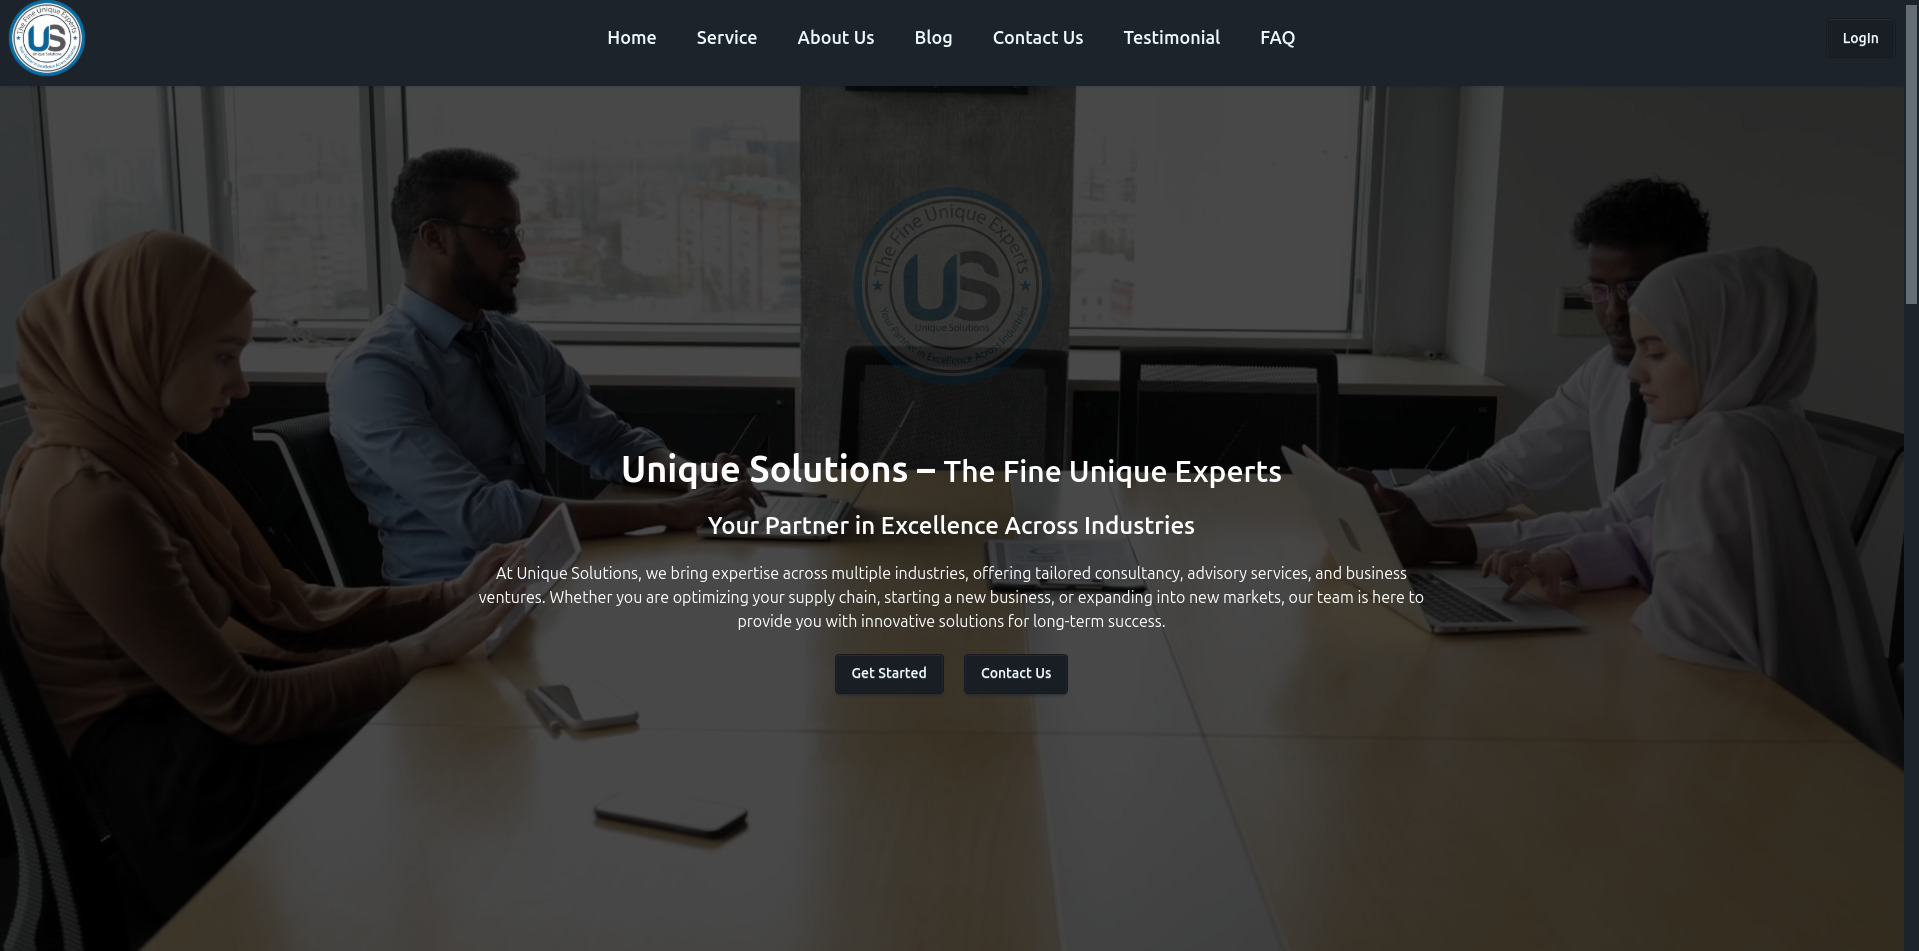 The Fine Unique Experts
US
Unique Solutions
Home
Service
About Us
Blog
Contact Us
Testimonial
FAQ
LogIn
The Fine Unique Experts
US
Unique Solutions
Your Partner in Excellence Across Industries
Unique Solutions – The Fine Unique Experts
Your Partner in Excellence Across Industries
At Unique Solutions, we bring expertise across multiple industries, offering tailored consultancy, advisory services, and business
ventures. Whether you are optimizing your supply chain, starting a new business, or expanding into new markets, our team is here to
provide you with innovative solutions for long-term success.
Get Started
Contact Us